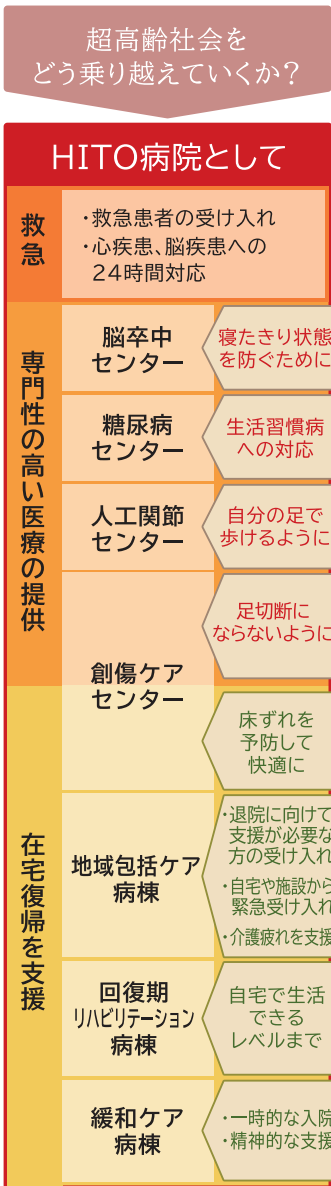 超高齢社会を
どう乗り越えていくか?
HITO病院として
救急
・救急患者の受け入れ
・心疾患、脳疾患への
24時間対応
専門性の高い医療の提供
脳卒中
センター
寝たきり状態
を防ぐために
糖尿病
センター
生活習慣病
への対応
人工関節
センター
自分の足で
歩けるように
創傷ケア
センター
足切断に
ならないように
床ずれを
予防して
快適に
在宅復帰を支援
地域包括ケア
病棟
・退院に向けて
支援が必要な
方の受け入れ
・自宅や施設から
緊急受け入れ
・介護疲れを支援
回復期
リハビリテーション
病棟
自宅で生活
できる
レベルまで
緩和ケア
病棟
・一時的な入院
・精神的な支援